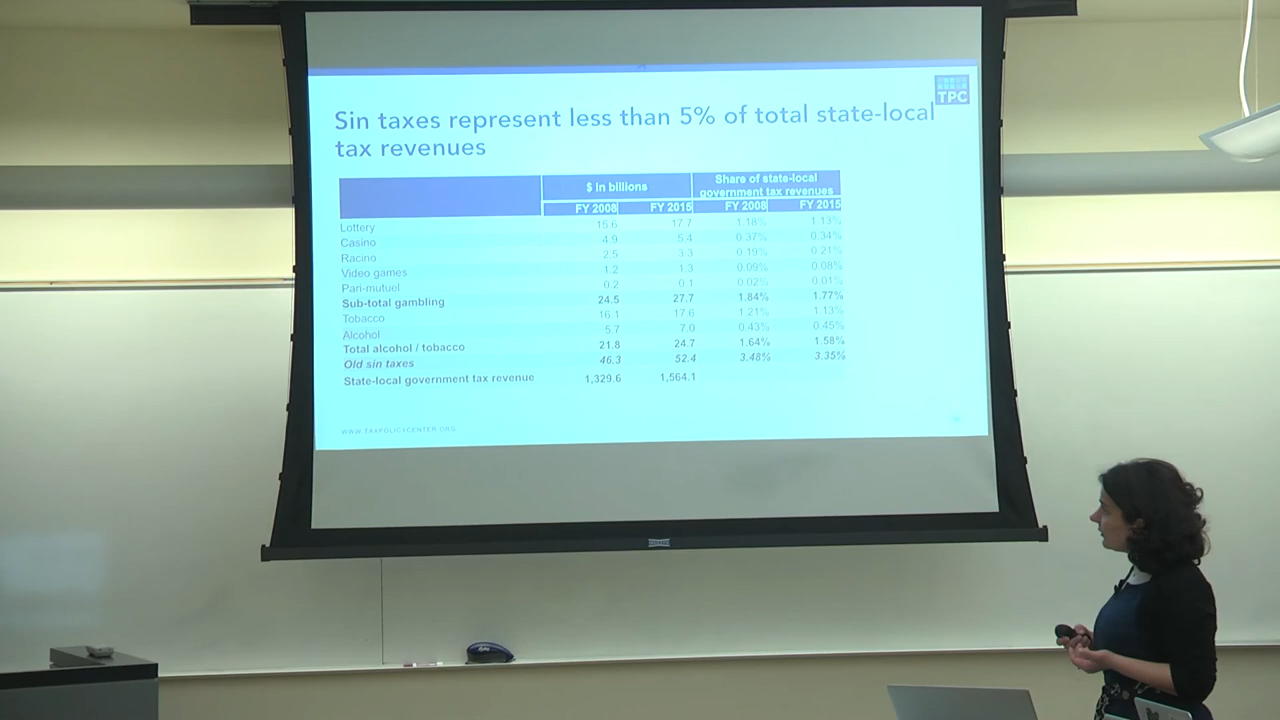 TPC
Sin taxes represent less than 5% of total state-local
tax revenues
$ in billions Share of state-local
government tax revenues
FY 2008 FY 2015 FY 2008 FY 2015
Lottery 15.6 17.7 1.18% 1.13%
Casino 4.9 5.4 0.37% 0.34%
Racino 2.5 3.3 0.19% 0.21%
Video games 1.2 1.3 0.09% 0.08%
Pari-mutuel 0.2 0.1 0.02% 0.01%
Sub-total gambling 24.5 27.7 1.84% 1.77%
Tobacco 16.1 17.6 1.21% 1.13%
Alcohol 5.7 7.0 0.43% 0.45%
Total alcohol / tobacco 21.8 24.7 1.64% 1.58%
Old sin taxes 46.3 52.4 3.48% 3.35%
State-local government tax revenue 1,329.6 1,564.1
WWW.TAXPOLICYCENTER.ORG